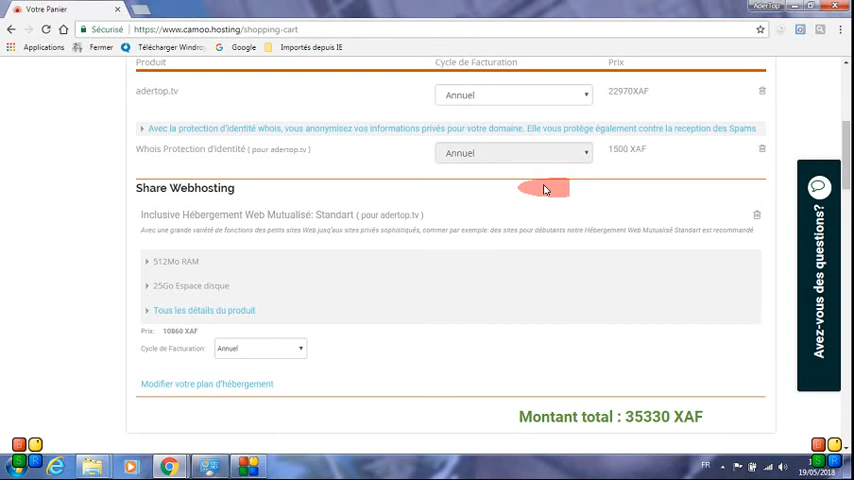 Votre Panier
AderTop
Sécurisé | https://www.camoo.hosting/shopping-cart
Applications Fermer Télécharger Windro Google Importés depuis IE
Produit Cycle de Facturation Prix
adertop.tv Annuel 22970XAF
Avec la protection d'identité whois, vous anonymisez vos informations privés pour votre domaine. Elle vous protège également contre la reception des Spams
Whois Protection d'identité ( pour adertop.tv ) Annuel 1500 XAF
Share Webhosting
Inclusive Hébergement Web Mutualisé: Standart ( pour adertop.tv )
Avec une grande variété de fonctions des petits sites Web jusqu'aux sites privés sophistiqués, commer par exemple: des sites pour débutants notre Hébergement Web Mutualisé Standart est recommandé
512Mo RAM
25Go Espace disque
Tous les détails du produit
Prix: 10860 XAF
Cycle de Facturation: Annuel
Modifier votre plan d'hébergement
Montant total : 35330 XAF
Avez-vous des questions?
FR
19/05/2018